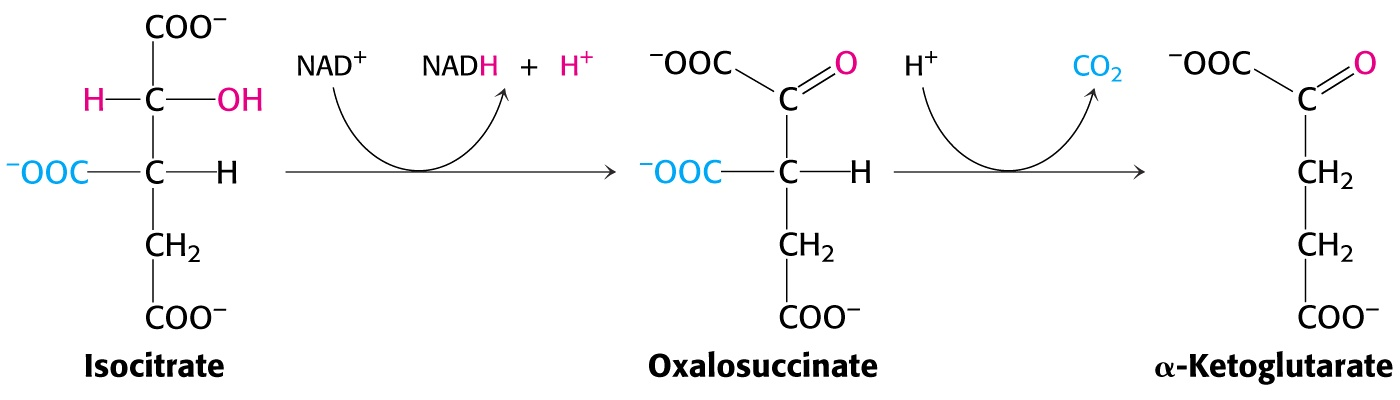 COO⁻
H—C—OH
⁻OOC—C—H
CH₂
COO⁻
Isocitrate
NAD⁺ NADH + H⁺
⁻OOC O
C
⁻OOC—C—H
CH₂
COO⁻
Oxalosuccinate
H⁺ CO₂
⁻OOC O
C
CH₂
CH₂
COO⁻
α-Ketoglutarate